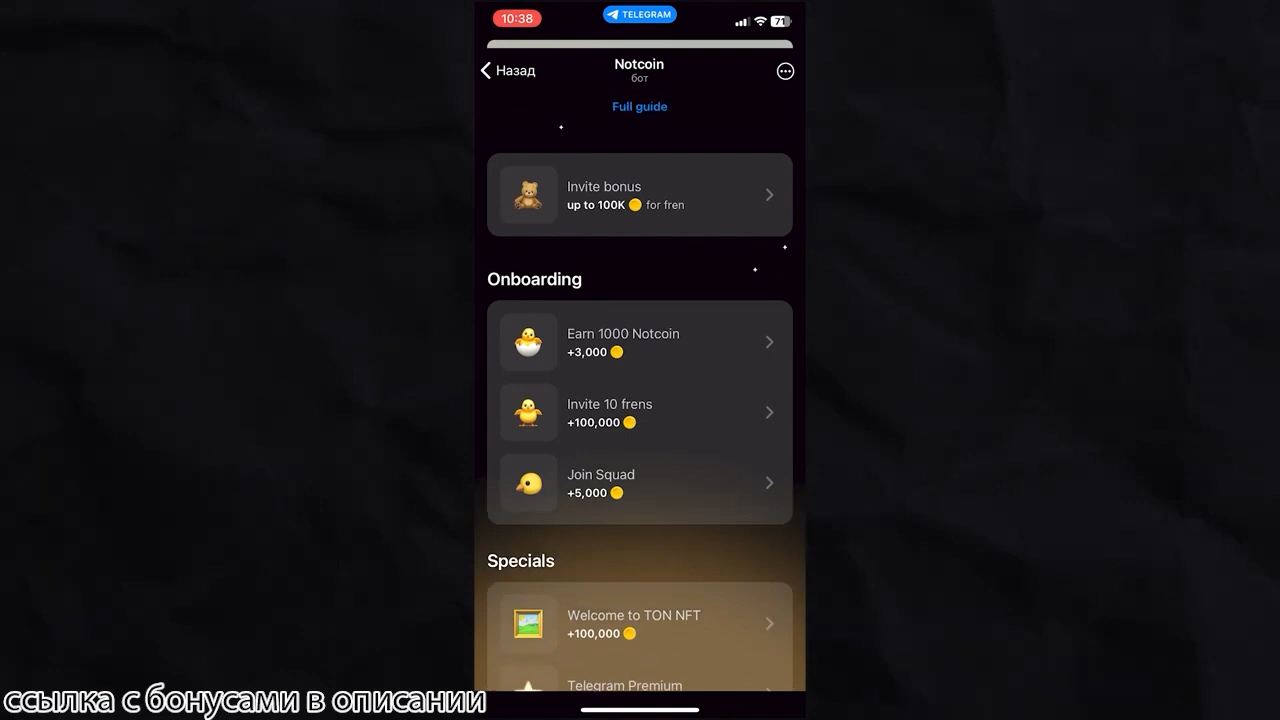 10:38
TELEGRAM
71
Назад
Notcoin
бот
Full guide
Invite bonus
up to 100K for fren
Onboarding
Earn 1000 Notcoin
+3,000
Invite 10 frens
+100,000
Join Squad
+5,000
Specials
Welcome to TON NFT
+100,000
Telegram Premium
ссылка с бонусами в описании